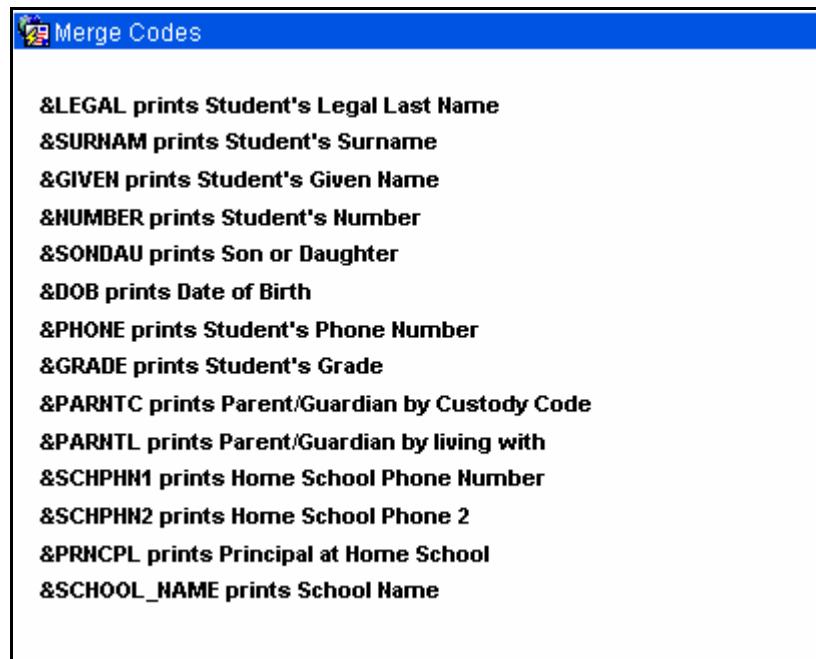 Merge Codes
&LEGAL prints Student's Legal Last Name
&SURNAM prints Student's Surname
&GIVEN prints Student's Given Name
&NUMBER prints Student's Number
&SONDAU prints Son or Daughter
&DOB prints Date of Birth
&PHONE prints Student's Phone Number
&GRADE prints Student's Grade
&PARNTC prints Parent/Guardian by Custody Code
&PARNTL prints Parent/Guardian by living with
&SCHPHN1 prints Home School Phone Number
&SCHPHN2 prints Home School Phone 2
&PRNCPL prints Principal at Home School
&SCHOOL_NAME prints School Name